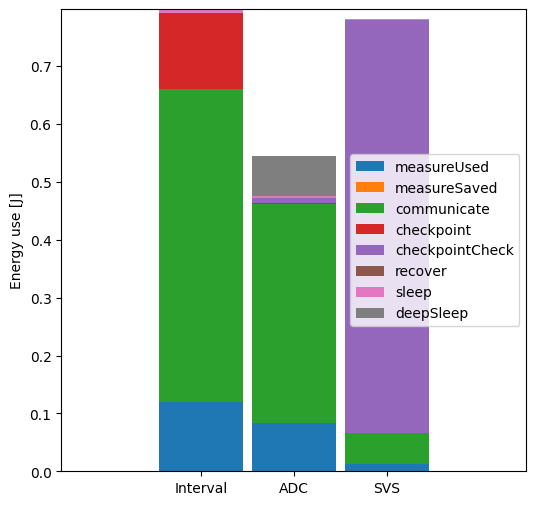 Energy use [J]
0.7
0.6
0.5
0.4
0.3
0.2
0.1
0.0
Interval
ADC
SVS
measureUsed
measureSaved
communicate
checkpoint
checkpointCheck
recover
sleep
deepSleep